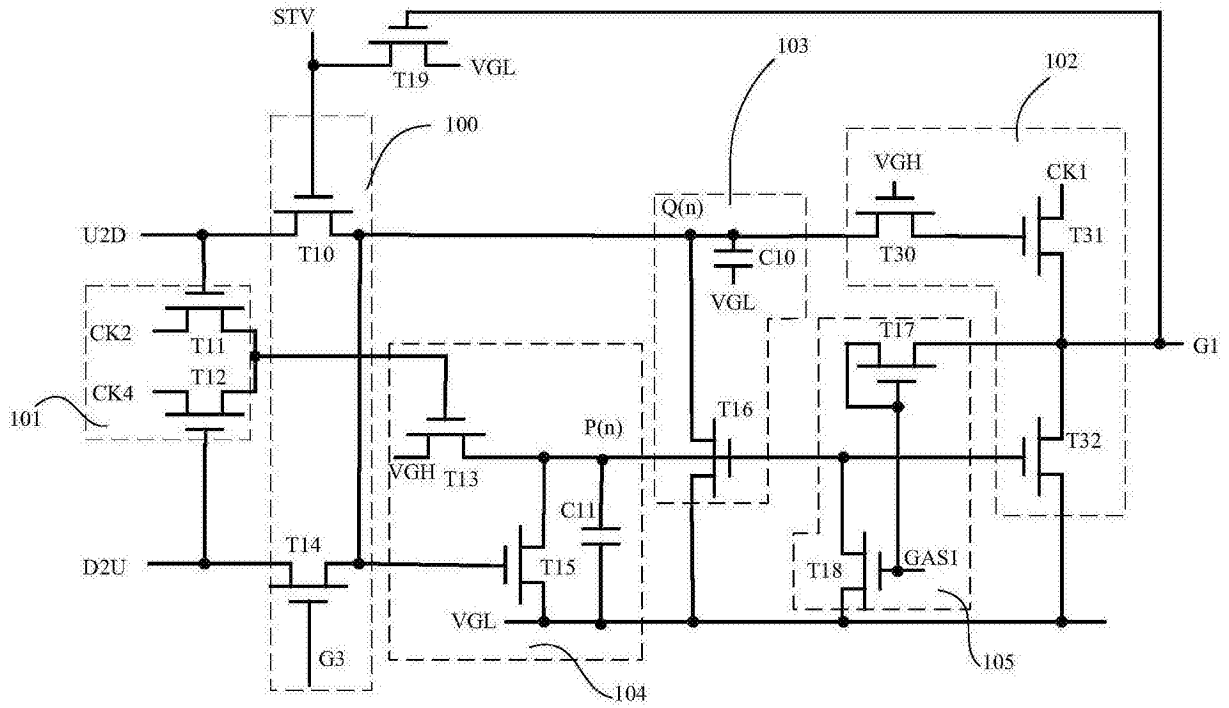 STV
T19
VGL
103
102
100
VGH
CK1
Q(n)
U2D
T10
C10
T30
T31
VGL
CK2
T11
T17
G1
T12
CK4
101
T16
P(n)
T32
VGH
T13
C11
T14
D2U
T15
T18
GAS1
VGL
G3
105
104